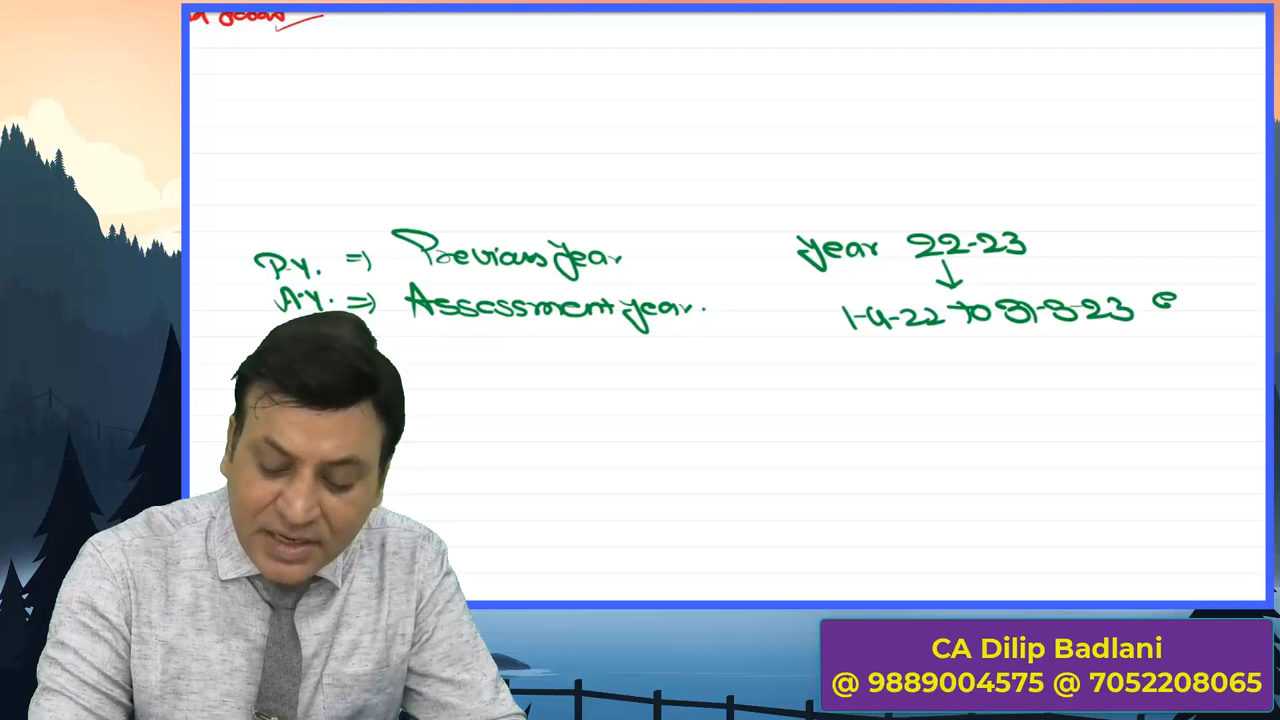 P.Y. => Previous year
A.Y. => Assessment year.
year 22-23
↓
1-4-22 to 31-3-23
CA Dilip Badlani
@ 9889004575 @ 7052208065